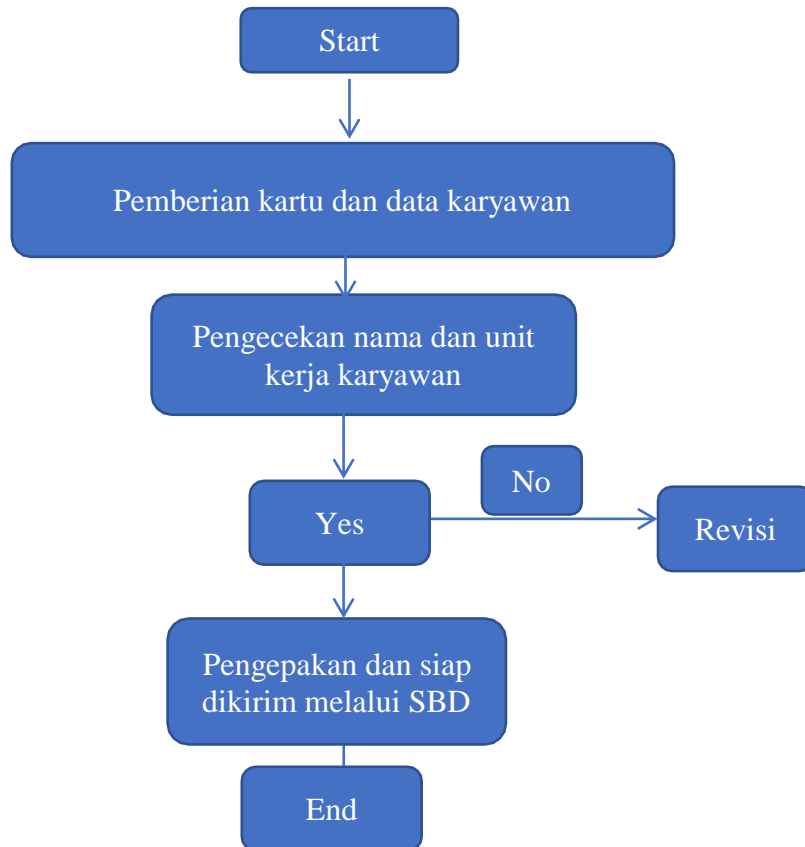 Start
Pemberian kartu dan data karyawan
Pengecekan nama dan unit
kerja karyawan
No
Yes
Revisi
Pengepakan dan siap
dikirim melalui SBD
End